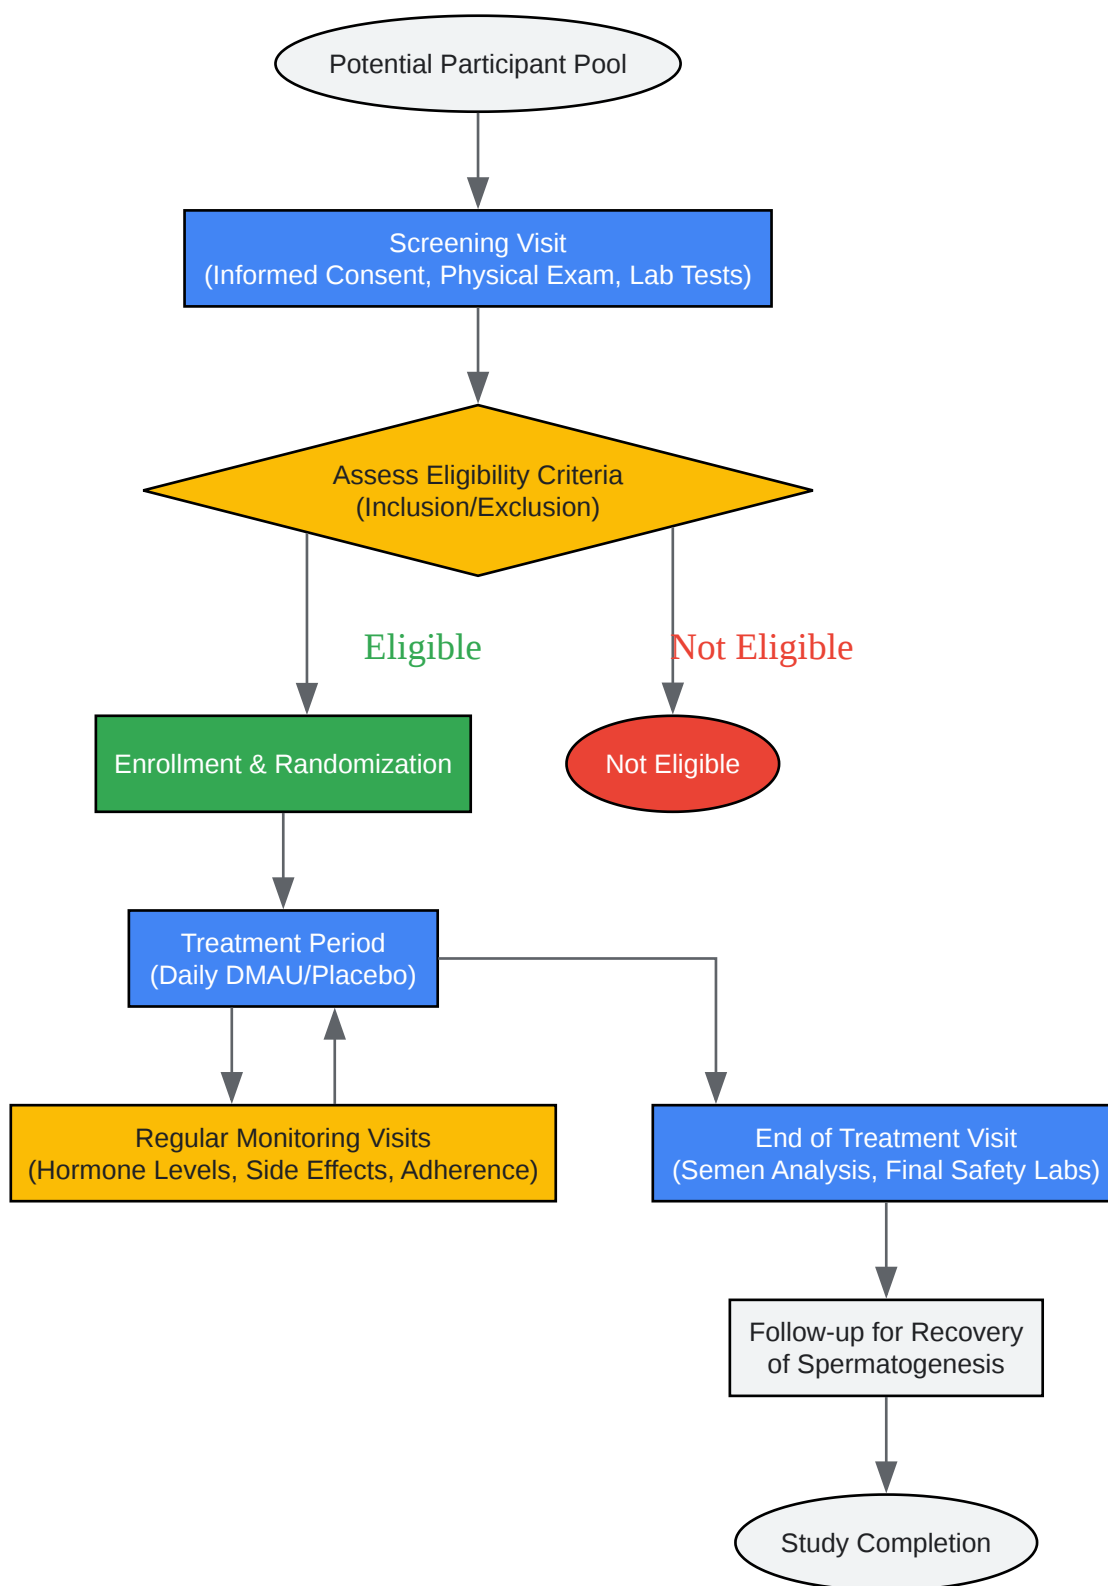 Potential Participant Pool
Screening Visit
(Informed Consent, Physical Exam, Lab Tests)
Assess Eligibility Criteria
(Inclusion/Exclusion)
Eligible
Not Eligible
Enrollment & Randomization
Not Eligible
Treatment Period
(Daily DMAU/Placebo)
Regular Monitoring Visits
(Hormone Levels, Side Effects, Adherence)
End of Treatment Visit
(Semen Analysis, Final Safety Labs)
Follow-up for Recovery
of Spermatogenesis
Study Completion